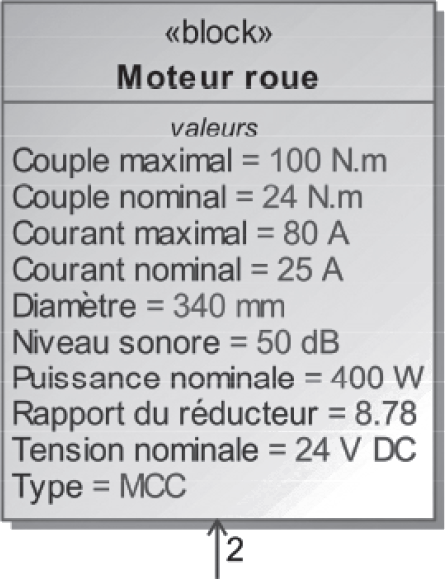 «block»
Moteur roue
valeurs
Couple maximal = 100 N.m
Couple nominal = 24 N.m
Courant maximal = 80 A
Courant nominal = 25 A
Diamètre = 340 mm
Niveau sonore = 50 dB
Puissance nominale = 400 W
Rapport du réducteur = 8.78
Tension nominale = 24 V DC
Type = MCC
2